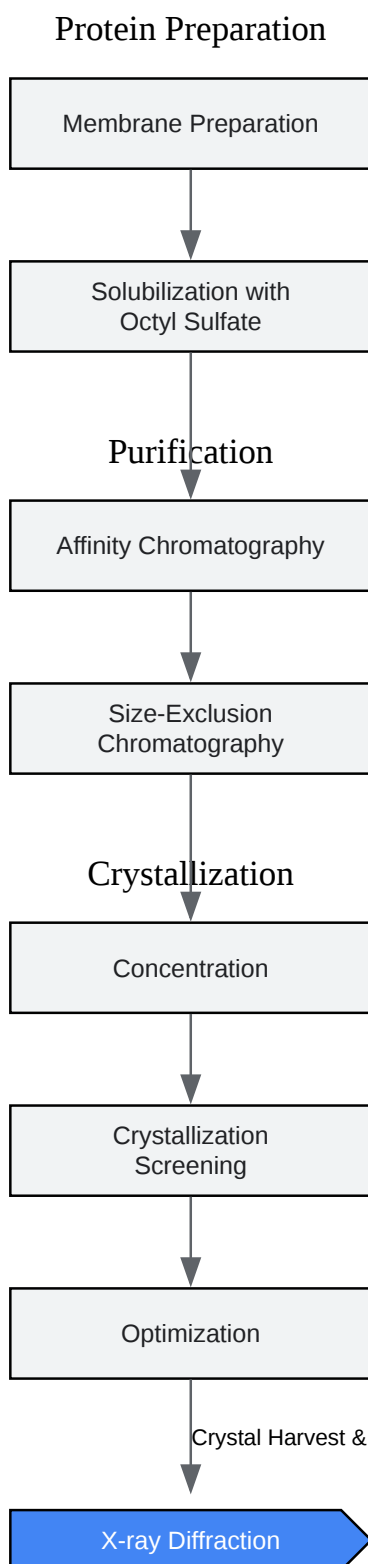 Protein Preparation
Membrane Preparation
Solubilization with
Octyl Sulfate
Purification
Affinity Chromatography
Size-Exclusion
Chromatography
Crystallization
Concentration
Crystallization
Screening
Optimization
Crystal Harvest &
X-ray Diffraction